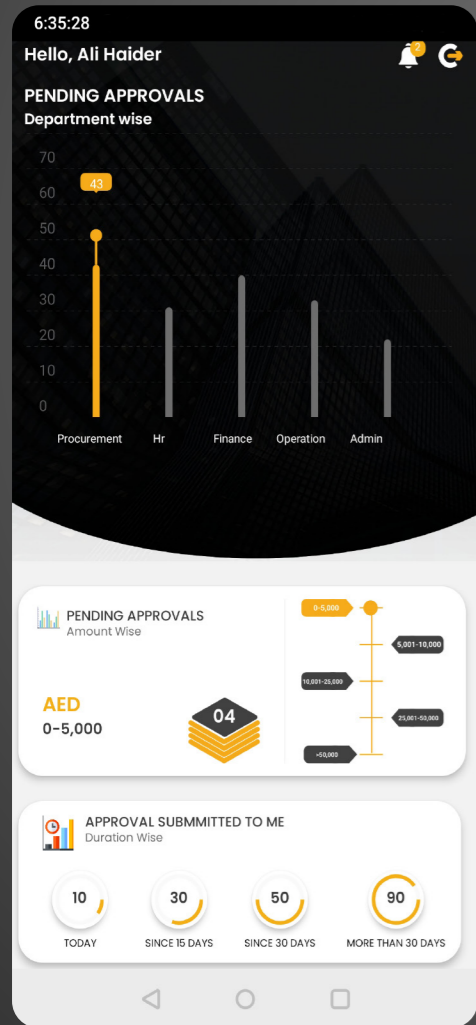 6:35:28
Hello, Ali Haider
2
PENDING APPROVALS
Department wise
70
60
43
50
40
30
20
10
0
Procurement Hr Finance Operation Admin
PENDING APPROVALS
Amount Wise
AED
0-5,000
04
0-5,000
5,001-10,000
10,001-25,000
25,001-50,000
>50,000
APPROVAL SUBMMITTED TO ME
Duration Wise
10 30 50 90
TODAY SINCE 15 DAYS SINCE 30 DAYS MORE THAN 30 DAYS